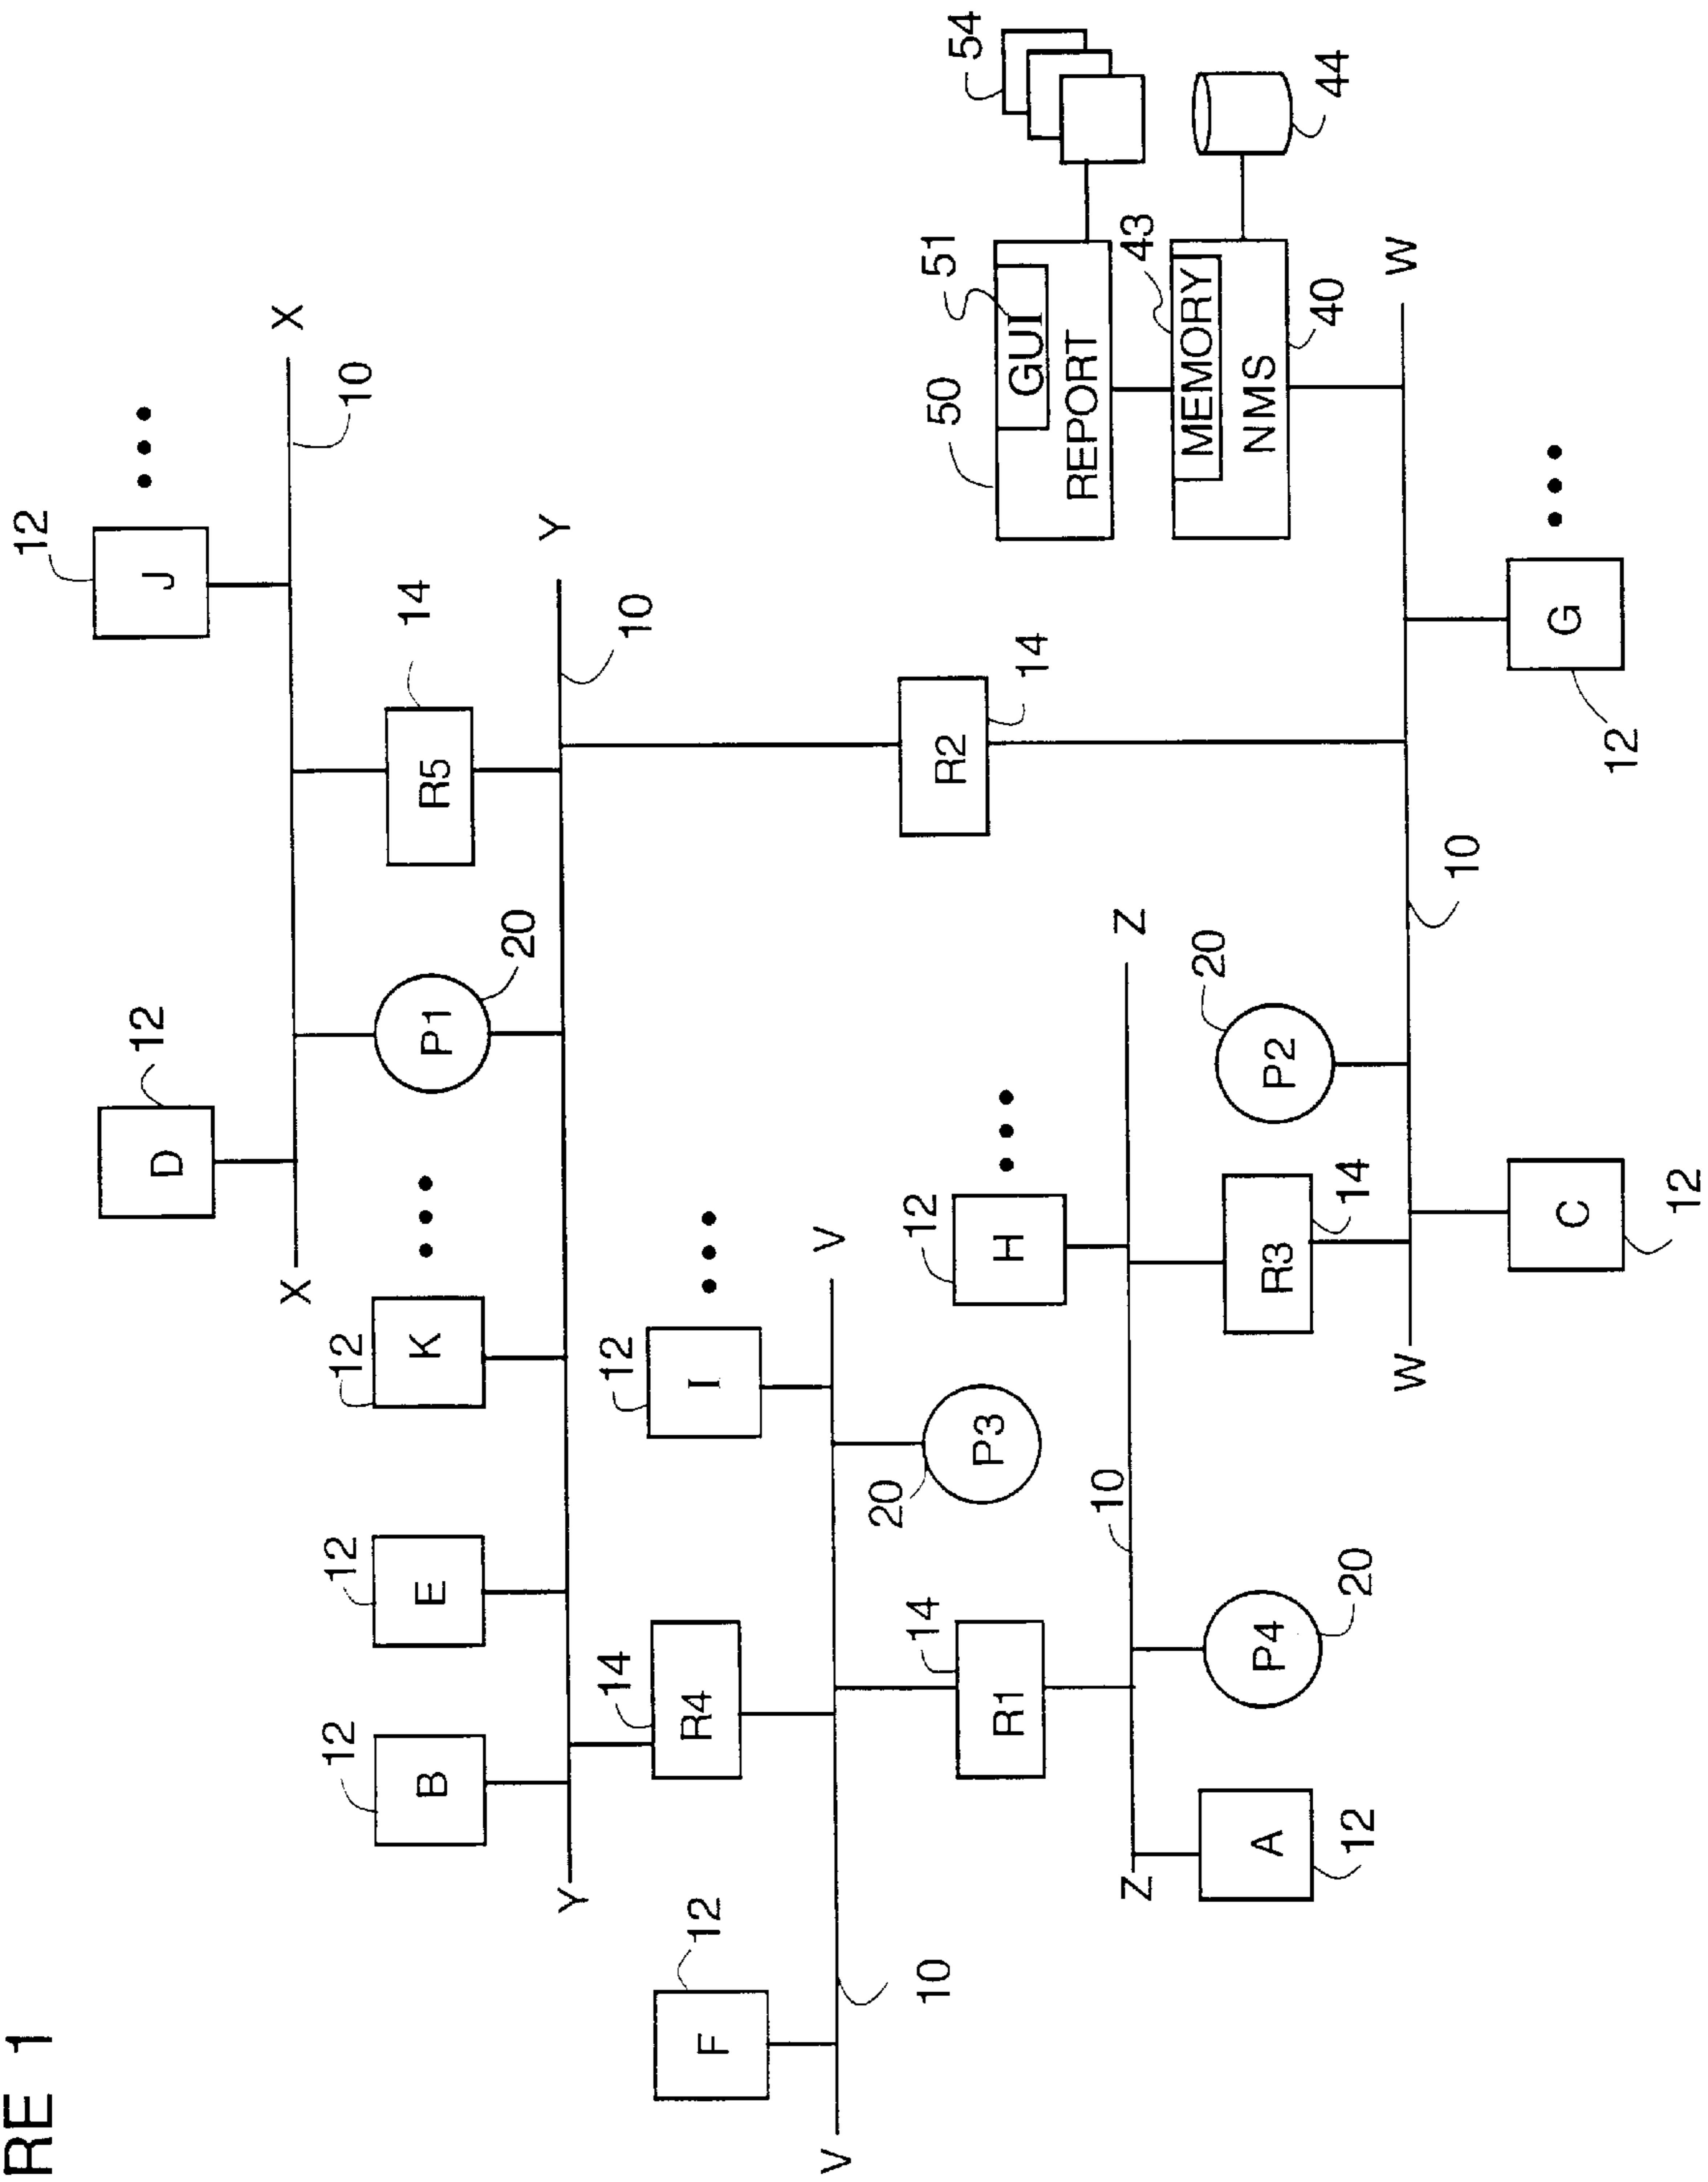 RE 1
12
J
•••
X
10
12
D
X
14
R5
P1
20
Y
10
12
K
•••
12
E
12
B
Y
14
R4
12
I
•••
V
12
F
V
10
20
P3
14
R1
14
R2
12
H
•••
Z
10
20
P4
Z
A
12
R3
14
20
P2
W
10
C
12
G
•••
12
W
50
GUI
51
REPORT
54
43
MEMORY
NMS
40
44